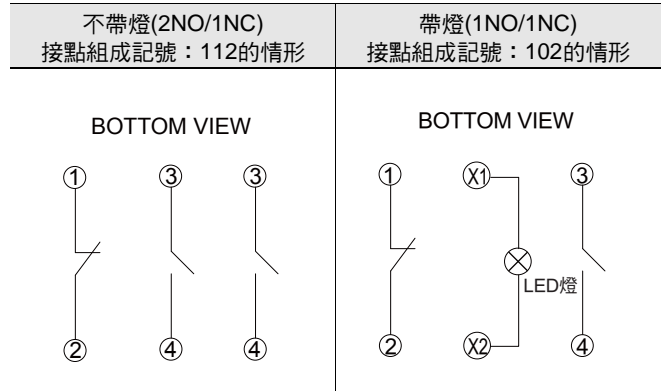 不帶燈(2NO/1NC)
接點組成記號：112的情形
帶燈(1NO/1NC)
接點組成記號：102的情形
BOTTOM VIEW
① ③ ③
② ④ ④
BOTTOM VIEW
① X1 ③
LED燈
② X2 ④